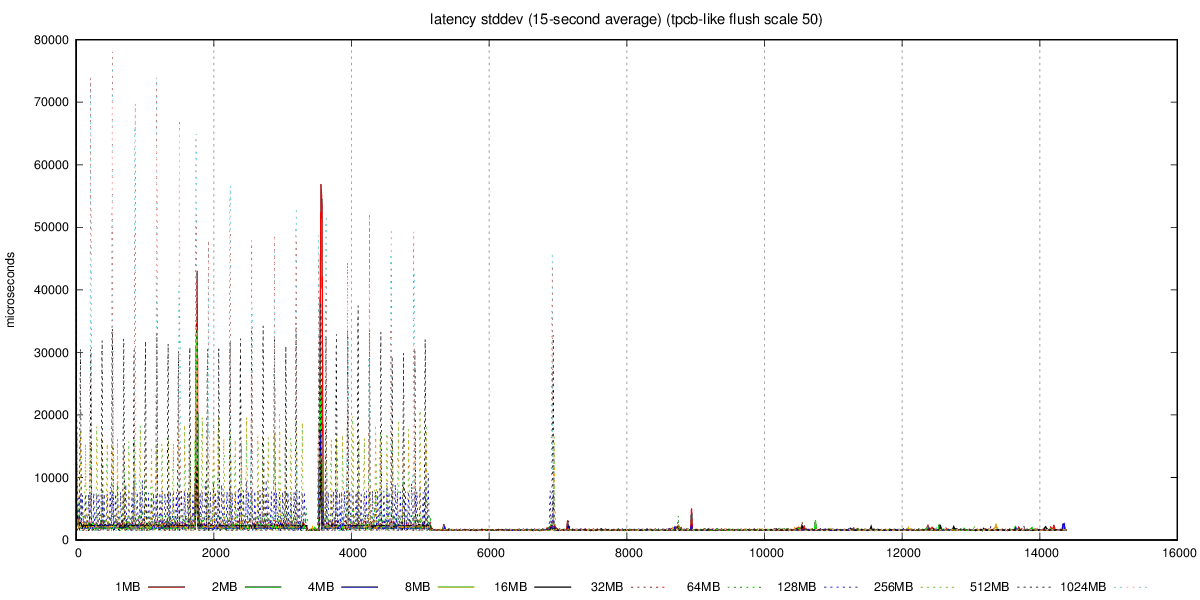 latency stddev (15-second average) (tpcb-like flush scale 50)
80000
70000
60000
50000
40000
30000
20000
10000
0
microseconds
0 2000 4000 6000 8000 10000 12000 14000 16000
1MB 2MB 4MB 8MB 16MB 32MB 64MB 128MB 256MB 512MB 1024MB